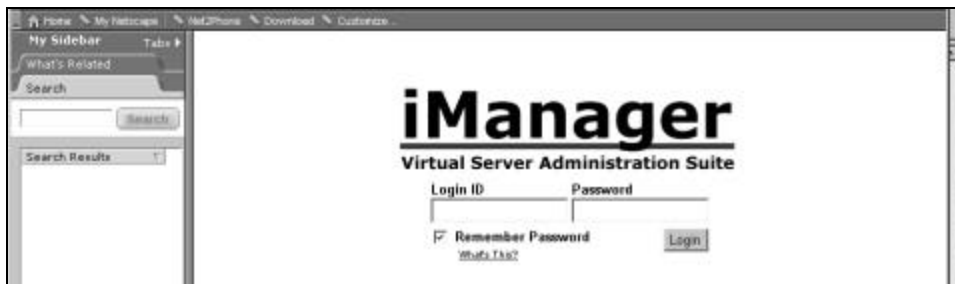 Home My Netscape Net2Phone Download Customize...
My Sidebar Tabs
What's Related
Search
Search
Search Results
iManager
Virtual Server Administration Suite
Login ID Password
Remember Password Login
What's This?